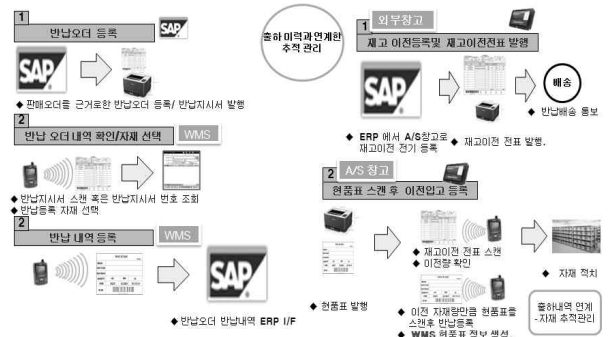 1
반납오더 등록
SAP
SAP
◆ 판매오더를 근거로한 반납오더 등록/ 반납지시서 발행
2
반납 오더내역 확인/자재 선택
WMS
◆ 반납지시서 스캔 혹은 반납지시서 번호 조회
◆ 반납등록 자재 선택
2
반납 내역 등록
WMS
SAP
◆ 반납오더 반납내역 ERP I/F
출하 이력과 연계한
추적 관리
1
외부창고
재고 이전등록및 재고이전전표 발행
SAP
배송
◆ 반납배송 통보
◆ ERP 에서 A/S창고로
재고이전 전기 등록
◆ 재고이전 전표 발행.
2
A/S 창고
현품표 스캔 후 이전입고 등록
◆ 재고이전 전표 스캔
◆ 이전량 확인
◆ 자재 적치
◆ 현품표 발행
◆ 이전 자재량만큼 현품표를
스캔후 반납등록
◆ WMS 현품표 정보 생성.
출하내역 연계
- 자재 추적관리